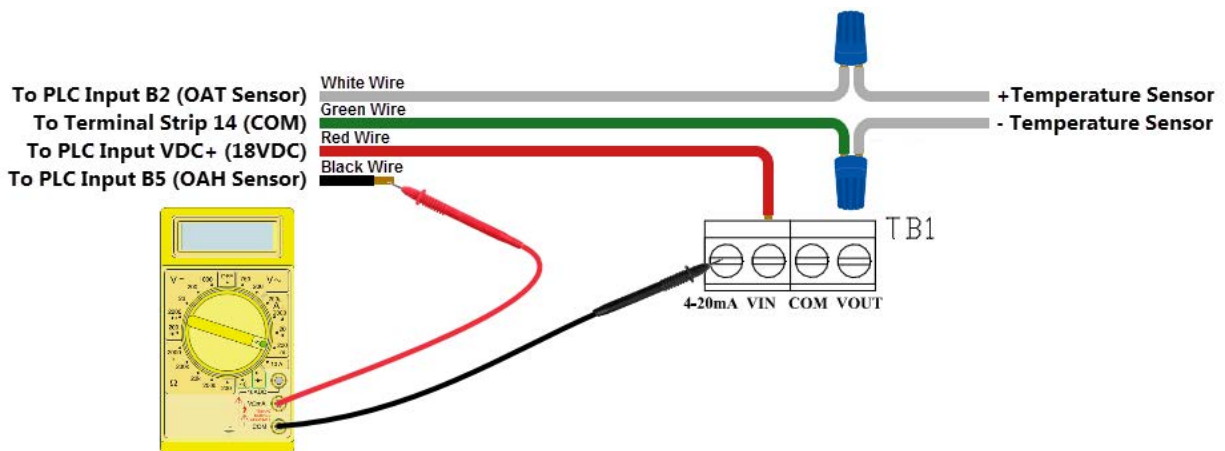 White Wire
To PLC Input B2 (OAT Sensor)
+Temperature Sensor
Green Wire
To Terminal Strip 14 (COM)
- Temperature Sensor
Red Wire
To PLC Input VDC+ (18VDC)
Black Wire
To PLC Input B5 (OAH Sensor)
TB1
4-20mA VIN COM VOUT
Ω
VΩmA
COM